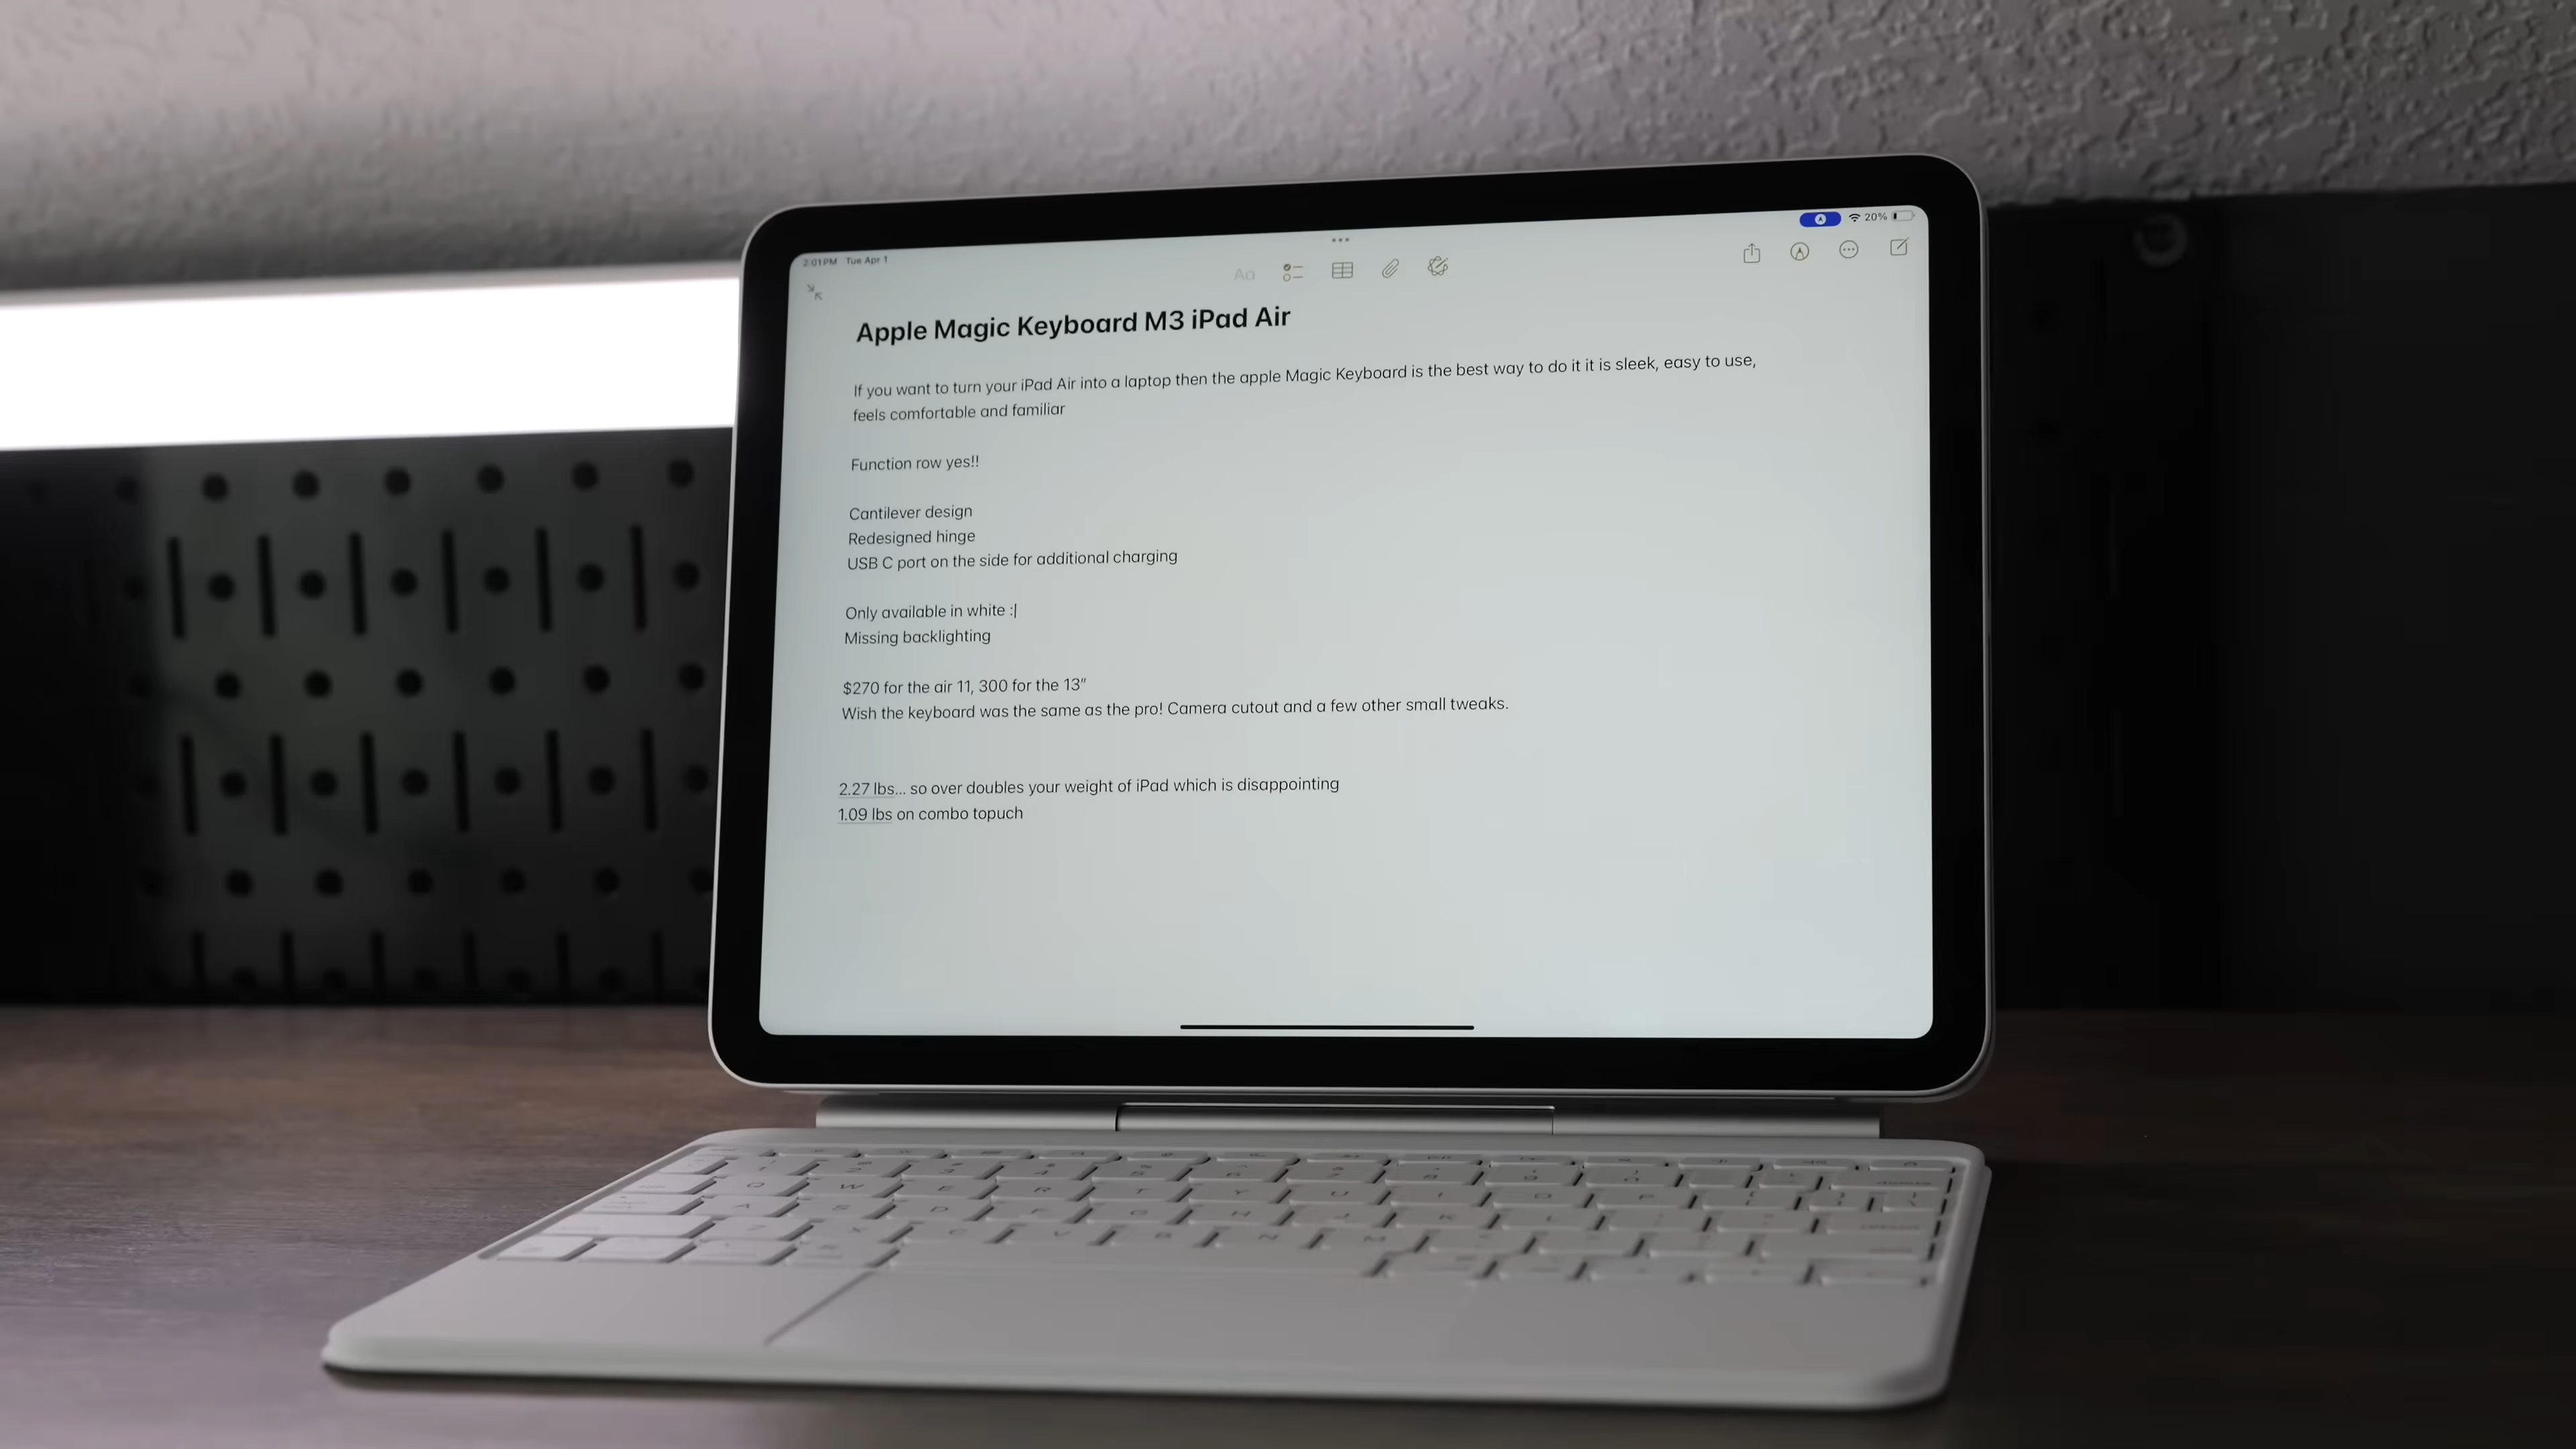 2:01PM Tue Apr 1
20%
Aa
Apple Magic Keyboard M3 iPad Air
If you want to turn your iPad Air into a laptop then the apple Magic Keyboard is the best way to do it it is sleek, easy to use,
feels comfortable and familiar
Function row yes!!
Cantilever design
Redesigned hinge
USB C port on the side for additional charging
Only available in white :|
Missing backlighting
$270 for the air 11, 300 for the 13”
Wish the keyboard was the same as the pro! Camera cutout and a few other small tweaks.
2.27 lbs... so over doubles your weight of iPad which is disappointing
1.09 lbs on combo topuch
Q W E R T Y U I O P
A S D F G H J K L
Z X C V B N M